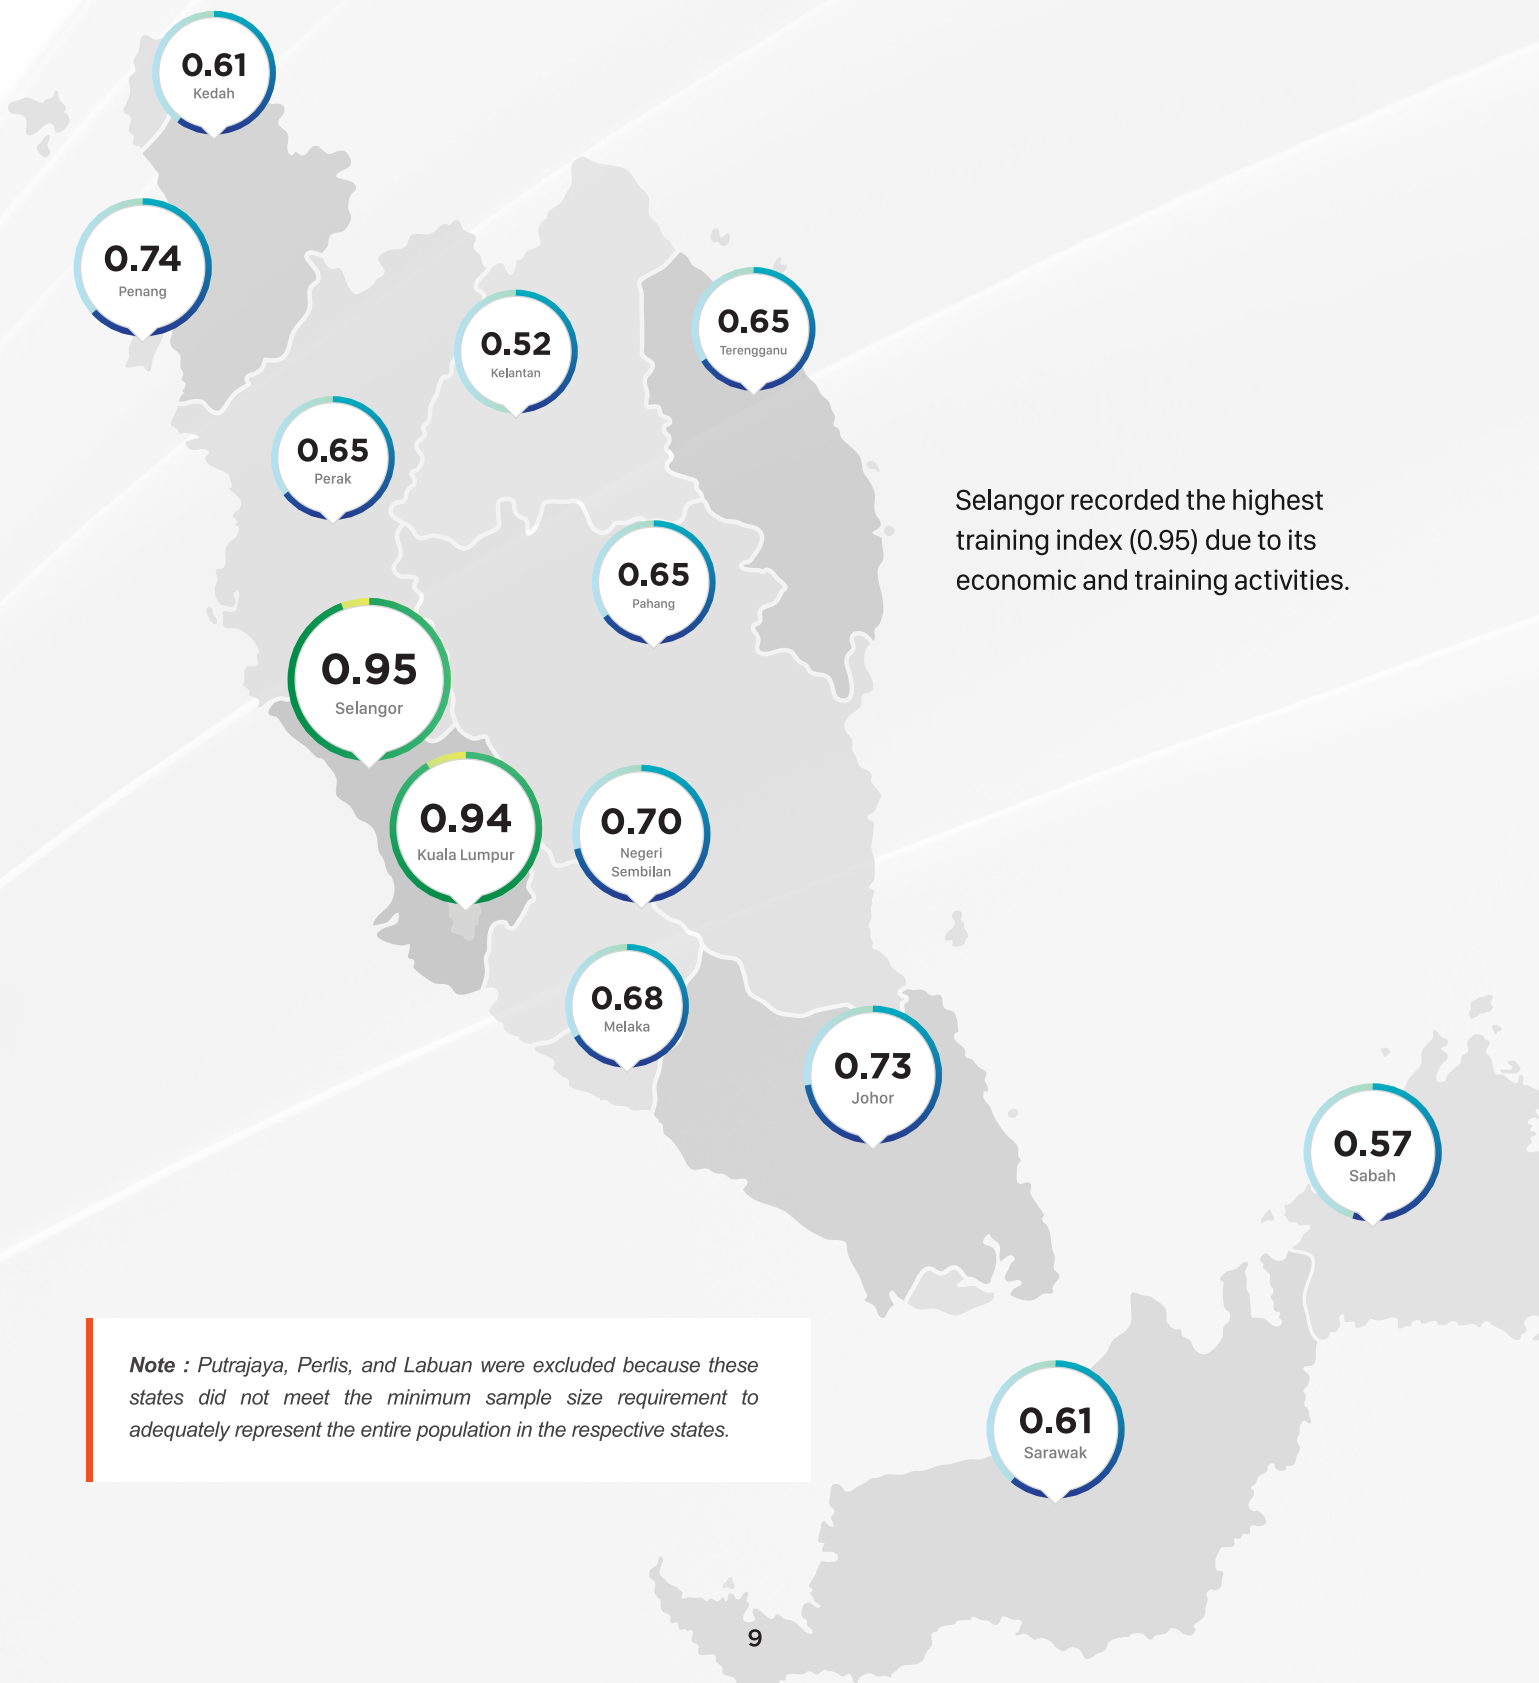 0.61
Kedah
0.74
Penang
0.52
Kelantan
0.65
Terengganu
0.65
Perak
0.65
Pahang
Selangor recorded the highest
training index (0.95) due to its
economic and training activities.
0.95
Selangor
0.94
Kuala Lumpur
0.70
Negeri
Sembilan
0.68
Melaka
0.73
Johor
0.57
Sabah
Note : Putrajaya, Perlis, and Labuan were excluded because these
states did not meet the minimum sample size requirement to
adequately represent the entire population in the respective states.
0.61
Sarawak
9